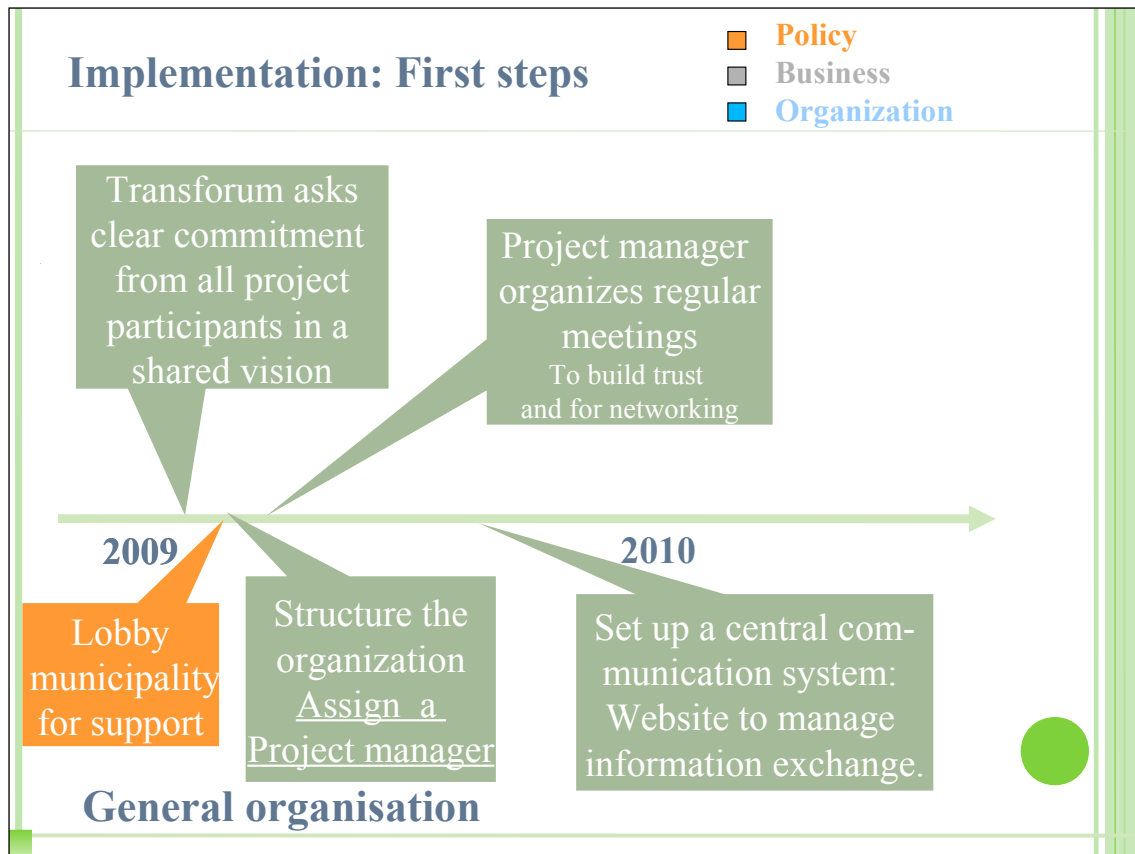 Implementation: First steps
Policy
Business
Organization
Transforum asks
clear commitment
from all project
participants in a
shared vision
Project manager
organizes regular
meetings
To build trust
and for networking
2009
2010
Lobby
municipality
for support
Structure the
organization
Assign a
Project manager
Set up a central com-
munication system:
Website to manage
information exchange.
General organisation